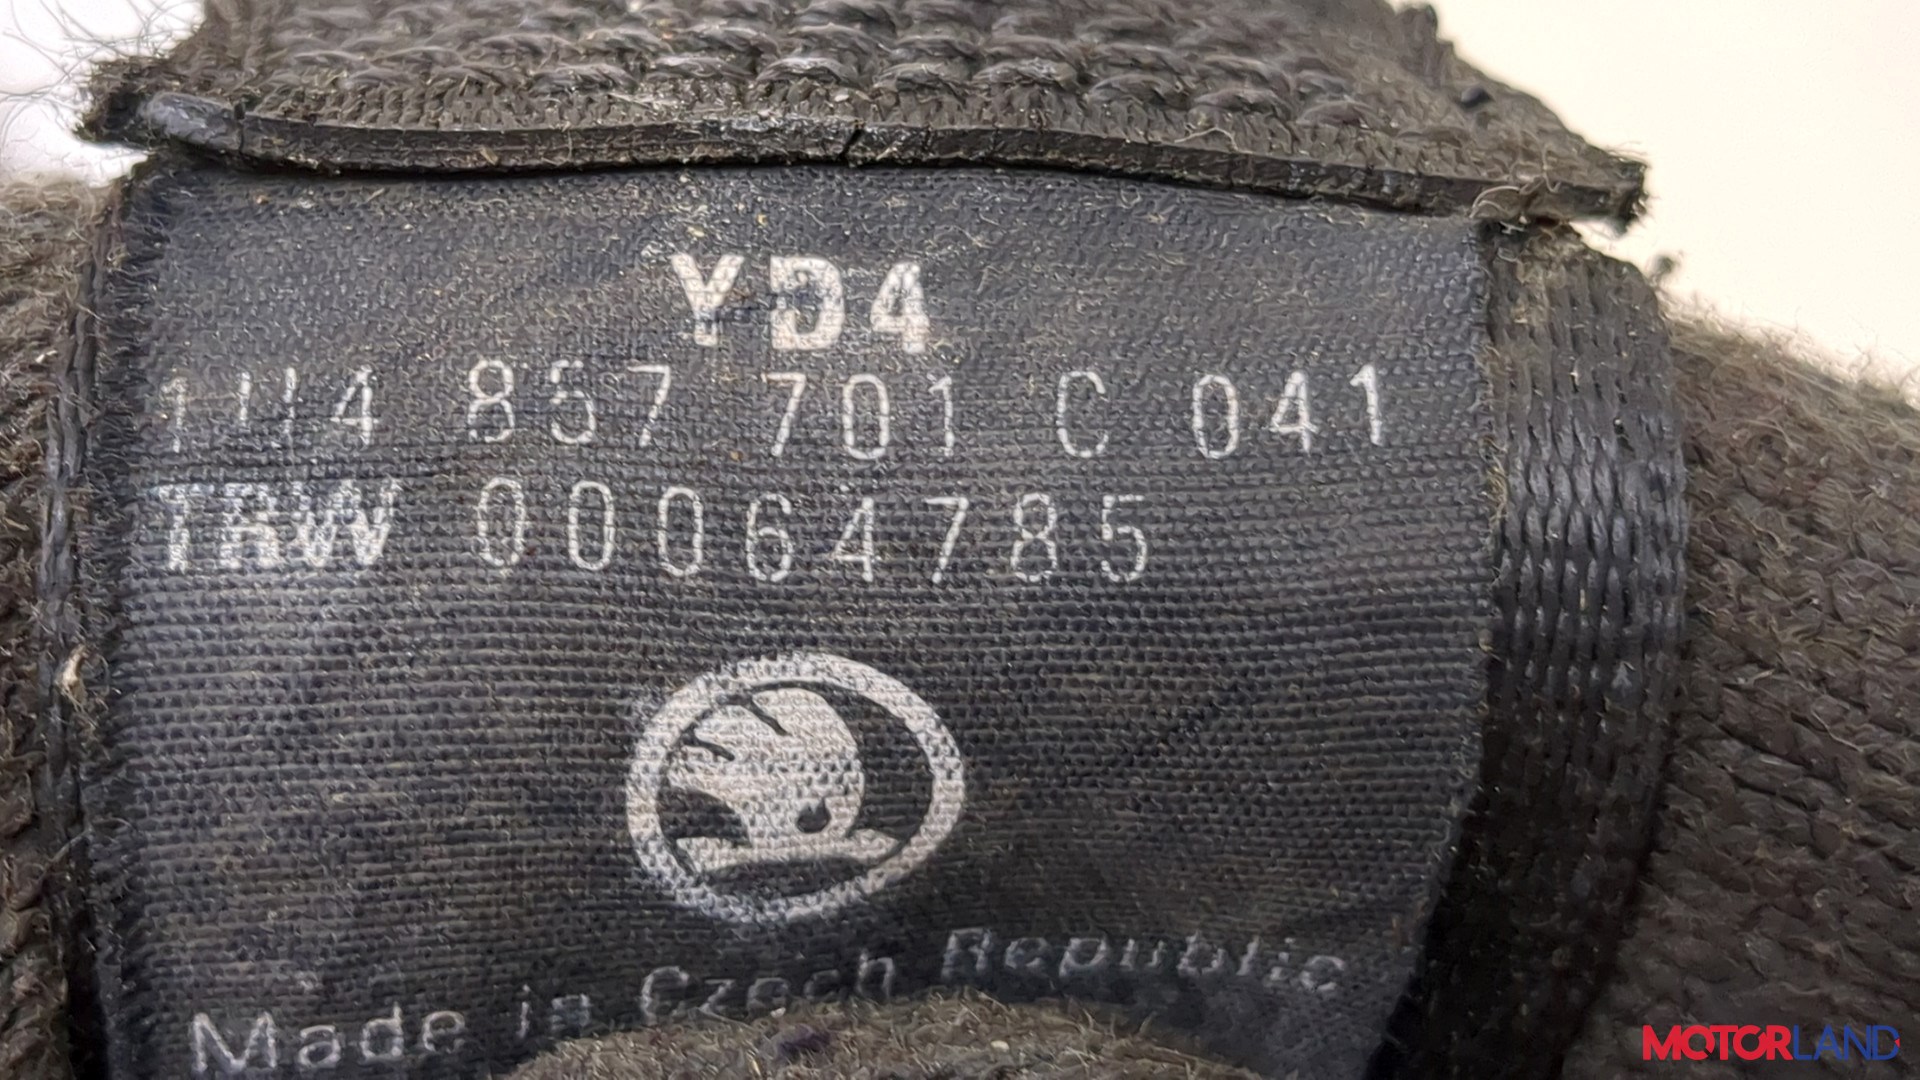 YD4
1U4 857 701 C 041
TRW 00064785
Made in Czech Republic
MOTORLAND